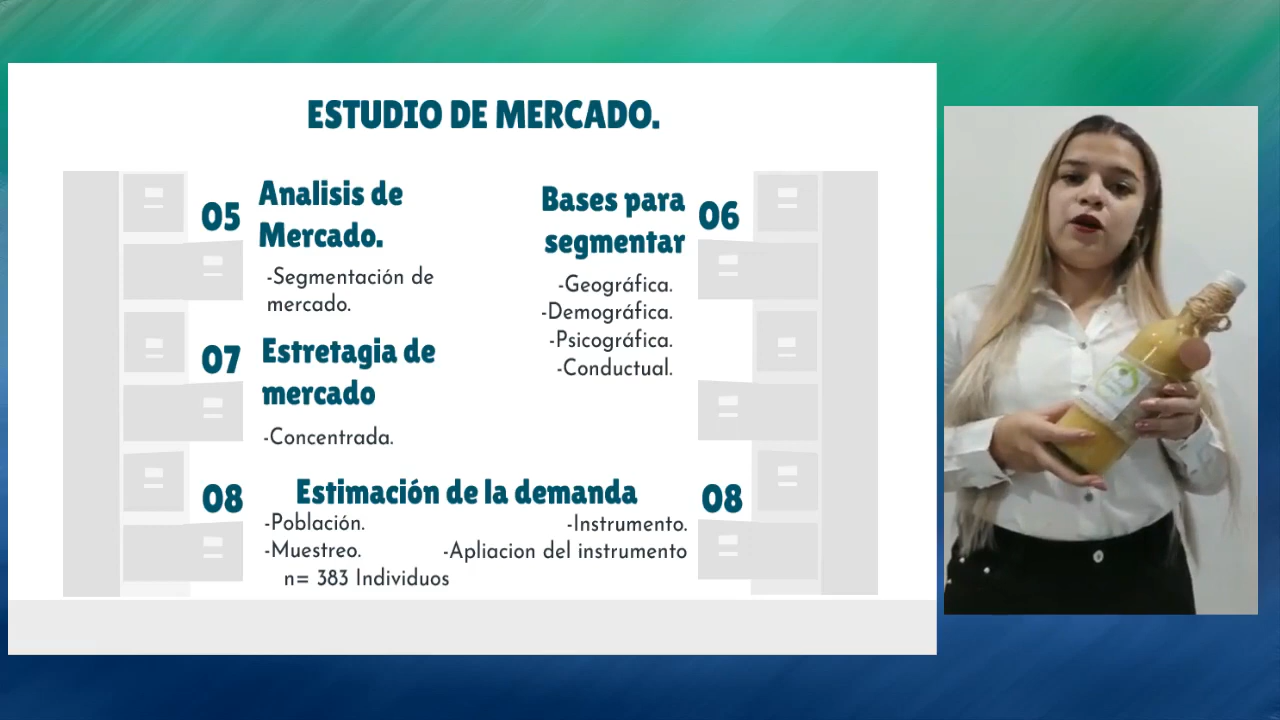 ESTUDIO DE MERCADO.
05
Analisis de
Mercado.
-Segmentación de
mercado.
Bases para
segmentar
06
-Geográfica.
-Demográfica.
-Psicográfica.
-Conductual.
07
Estretagia de
mercado
-Concentrada.
08
Estimación de la demanda
08
-Población.
-Muestreo.
n= 383 Individuos
-Instrumento.
-Apliacion del instrumento